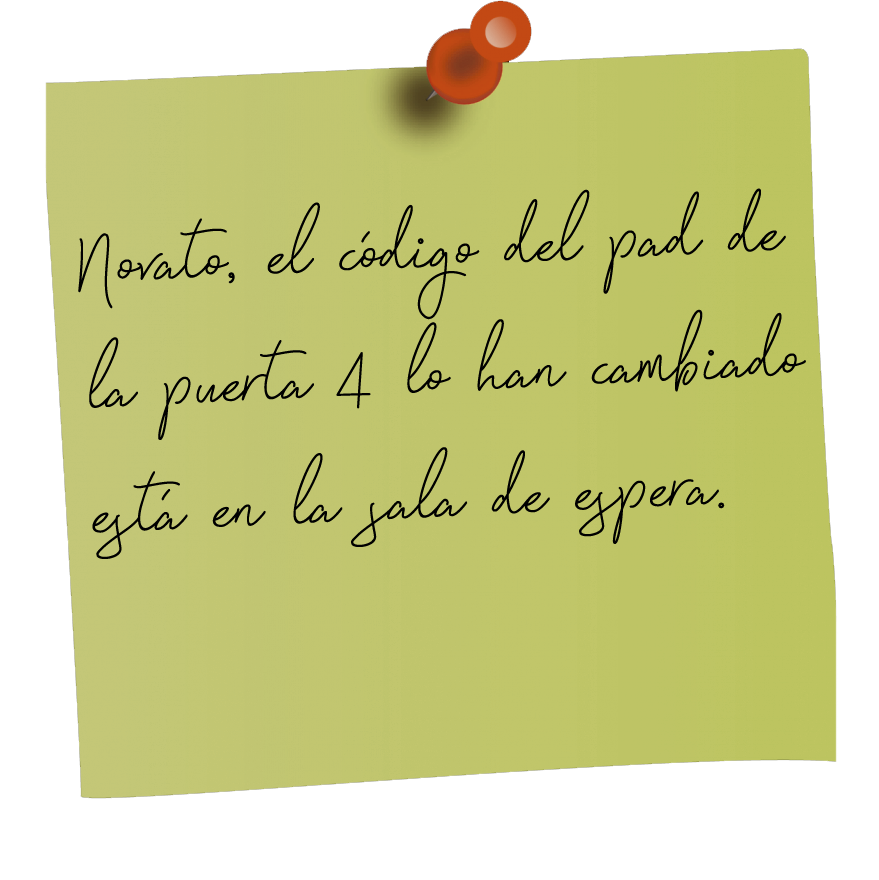 Novato, el código del pad de
la puerta 4 lo han cambiado
está en la sala de espera.